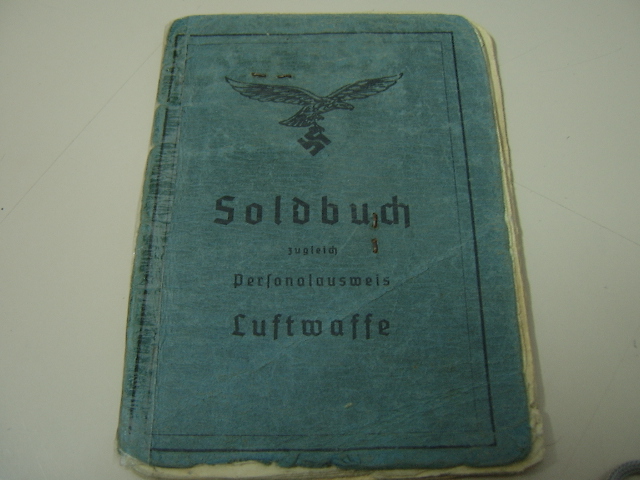 Soldbuch
zugleich
Personalausweis
Luftwaffe